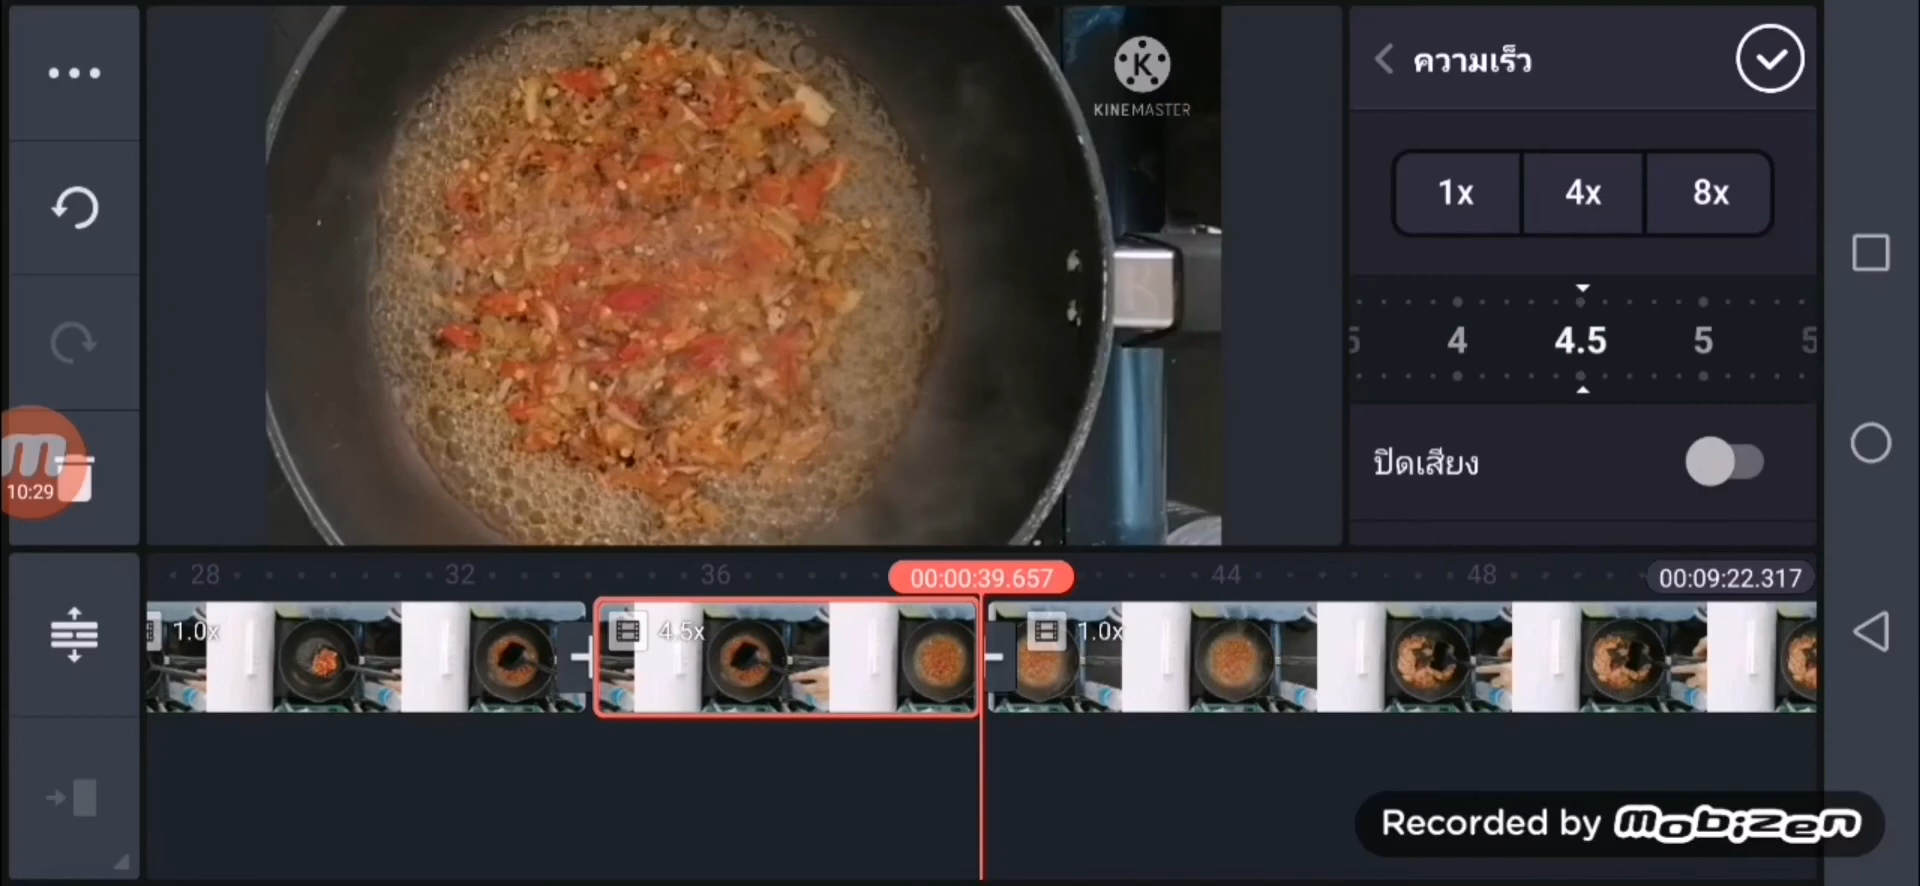 KINEMASTER
ความเร็ว
1x
4x
8x
4
4.5
5
5
ปิดเสียง
10:29
28
32
36
00:00:39.657
44
48
00:09:22.317
1.0x
4.5x
1.0x
Recorded by mobizen